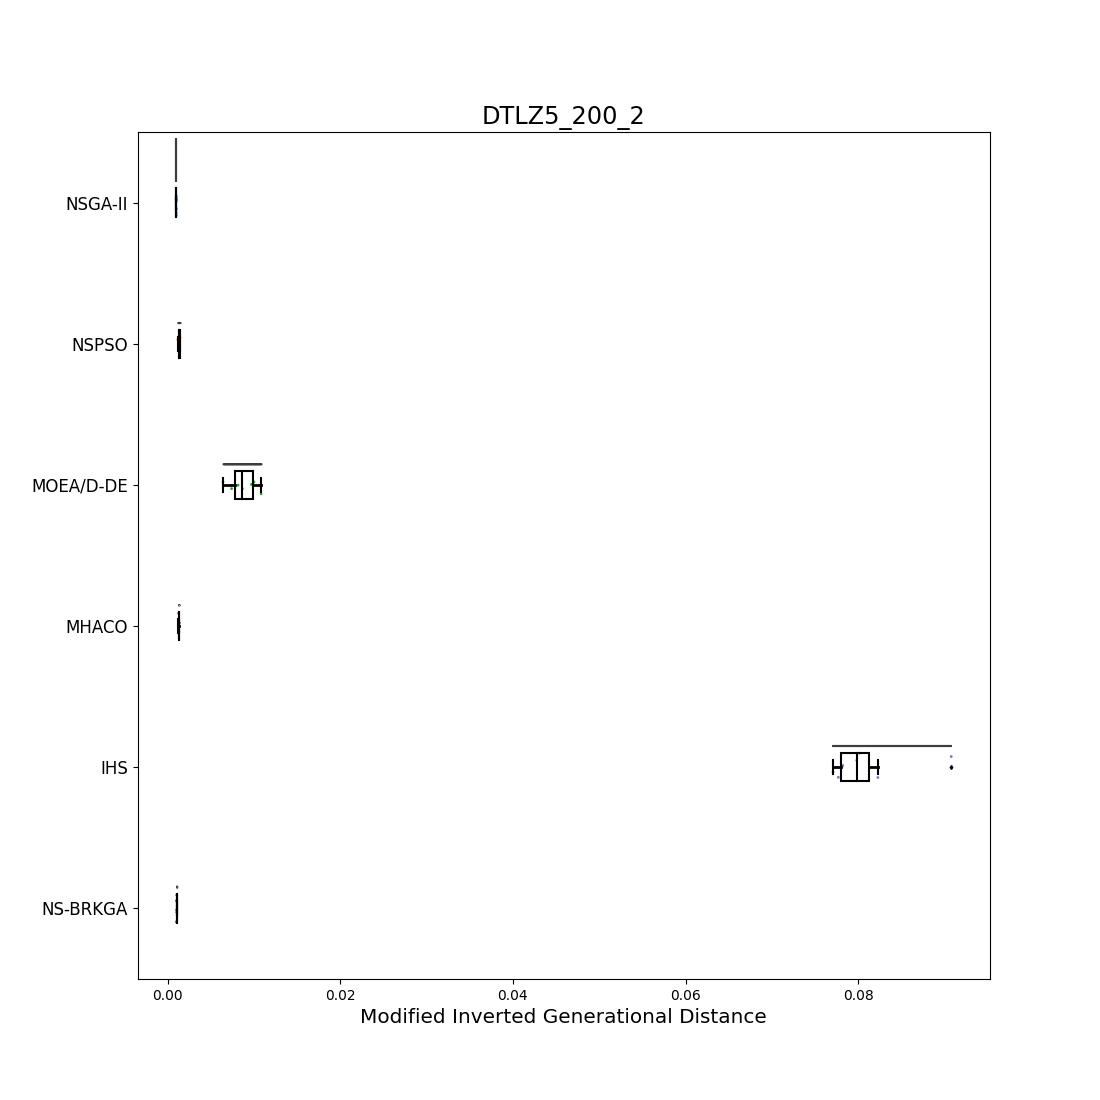 DTLZ5_200_2
NSGA-II
NSPSO
MOEA/D-DE
MHACO
IHS
NS-BRKGA
0.00 0.02 0.04 0.06 0.08
Modified Inverted Generational Distance